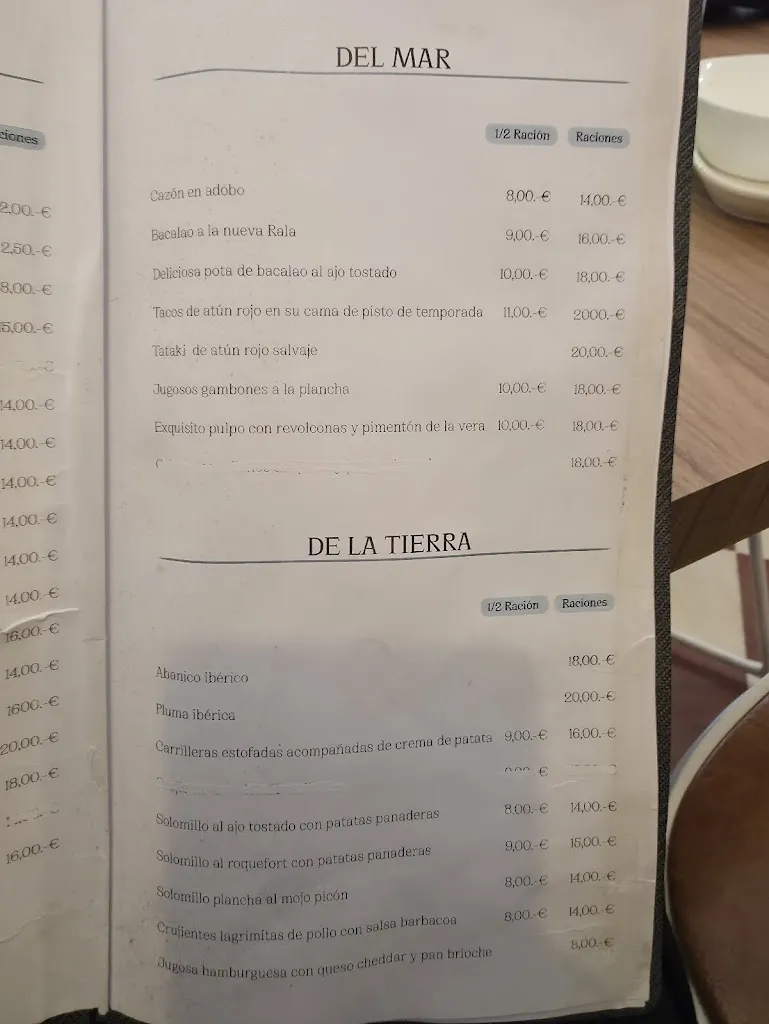 ciones
2,00.-€
2,50.-€
8,00.-€
5,00.-€
14,00.-€
14,00.-€
14,00.-€
14,00.-€
14,00.-€
14,00.-€
16,00.-€
14,00.-€
1600.-€
20,00.-€
18,00.-€
16,00.-€
DEL MAR
1/2 Ración Raciones
Cazón en adobo 8,00.-€ 14,00.-€
Bacalao a la nueva Rala 9,00.-€ 16,00.-€
Deliciosa pota de bacalao al ajo tostado 10,00.-€ 18,00.-€
Tacos de atún rojo en su cama de pisto de temporada 11,00.-€ 2000.-€
Tataki de atún rojo salvaje 20,00.-€
Jugosos gambones a la plancha 10,00.-€ 18,00.-€
Exquisito pulpo con revolconas y pimentón de la vera 10,00.-€ 18,00.-€
18,00.-€
DE LA TIERRA
1/2 Ración Raciones
Abanico ibérico 18,00.-€
Pluma ibérica 20,00.-€
Carrilleras estofadas acompañadas de crema de patata 9,00.-€ 16,00.-€
€
Solomillo al ajo tostado con patatas panaderas 8,00.-€ 14,00.-€
Solomillo al roquefort con patatas panaderas 9,00.-€ 15,00.-€
Solomillo plancha al mojo picón 8,00.-€ 14,00.-€
Crujientes lagrimitas de pollo con salsa barbacoa 8,00.-€ 14,00.-€
Jugosa hamburguesa con queso cheddar y pan brioche 8,00.-€